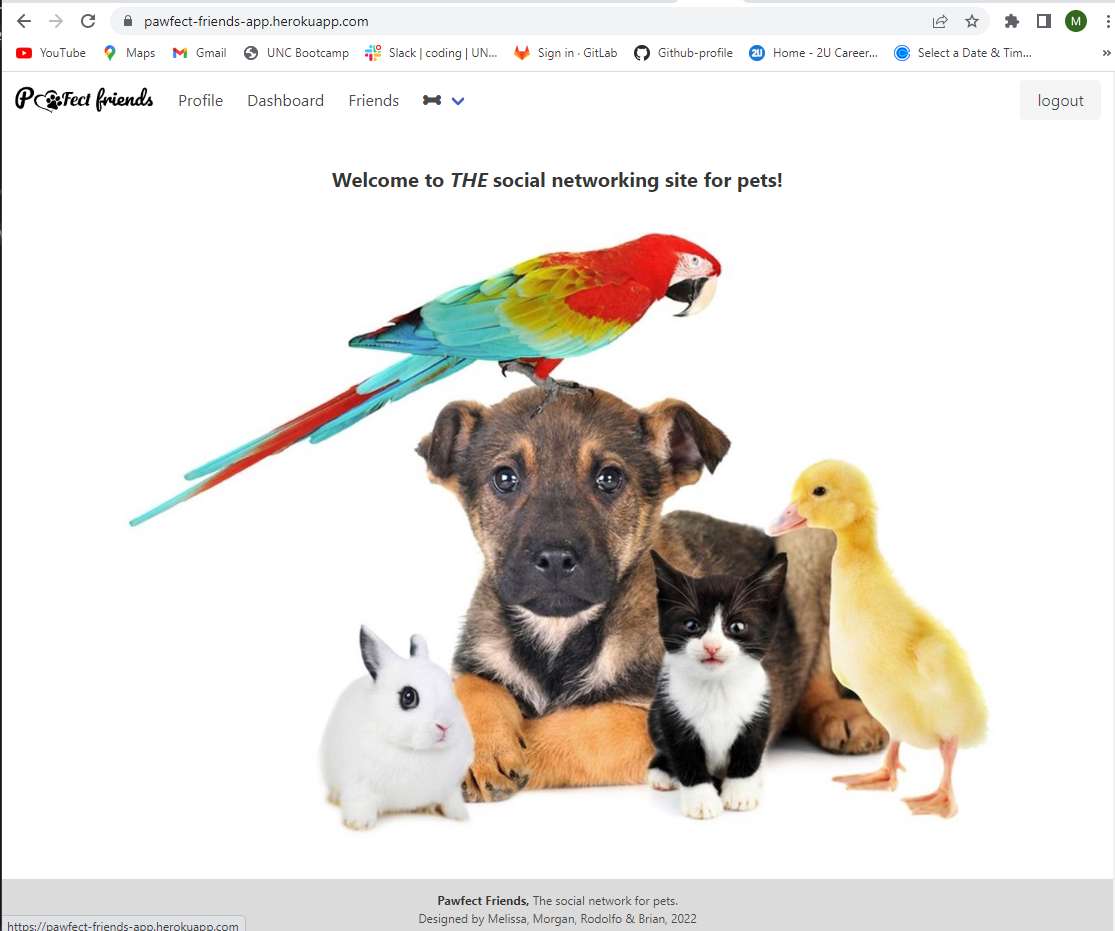 pawfect-friends-app.herokuapp.com
M
YouTube Maps Gmail UNC Bootcamp Slack | coding | UN... Sign in · GitLab Github-profile 2U Home - 2U Career... Select a Date & Tim... »
Pawfect friends Profile Dashboard Friends logout
Welcome to THE social networking site for pets!
Pawfect Friends, The social network for pets.
Designed by Melissa, Morgan, Rodolfo & Brian, 2022
https://pawfect-friends-app.herokuapp.com